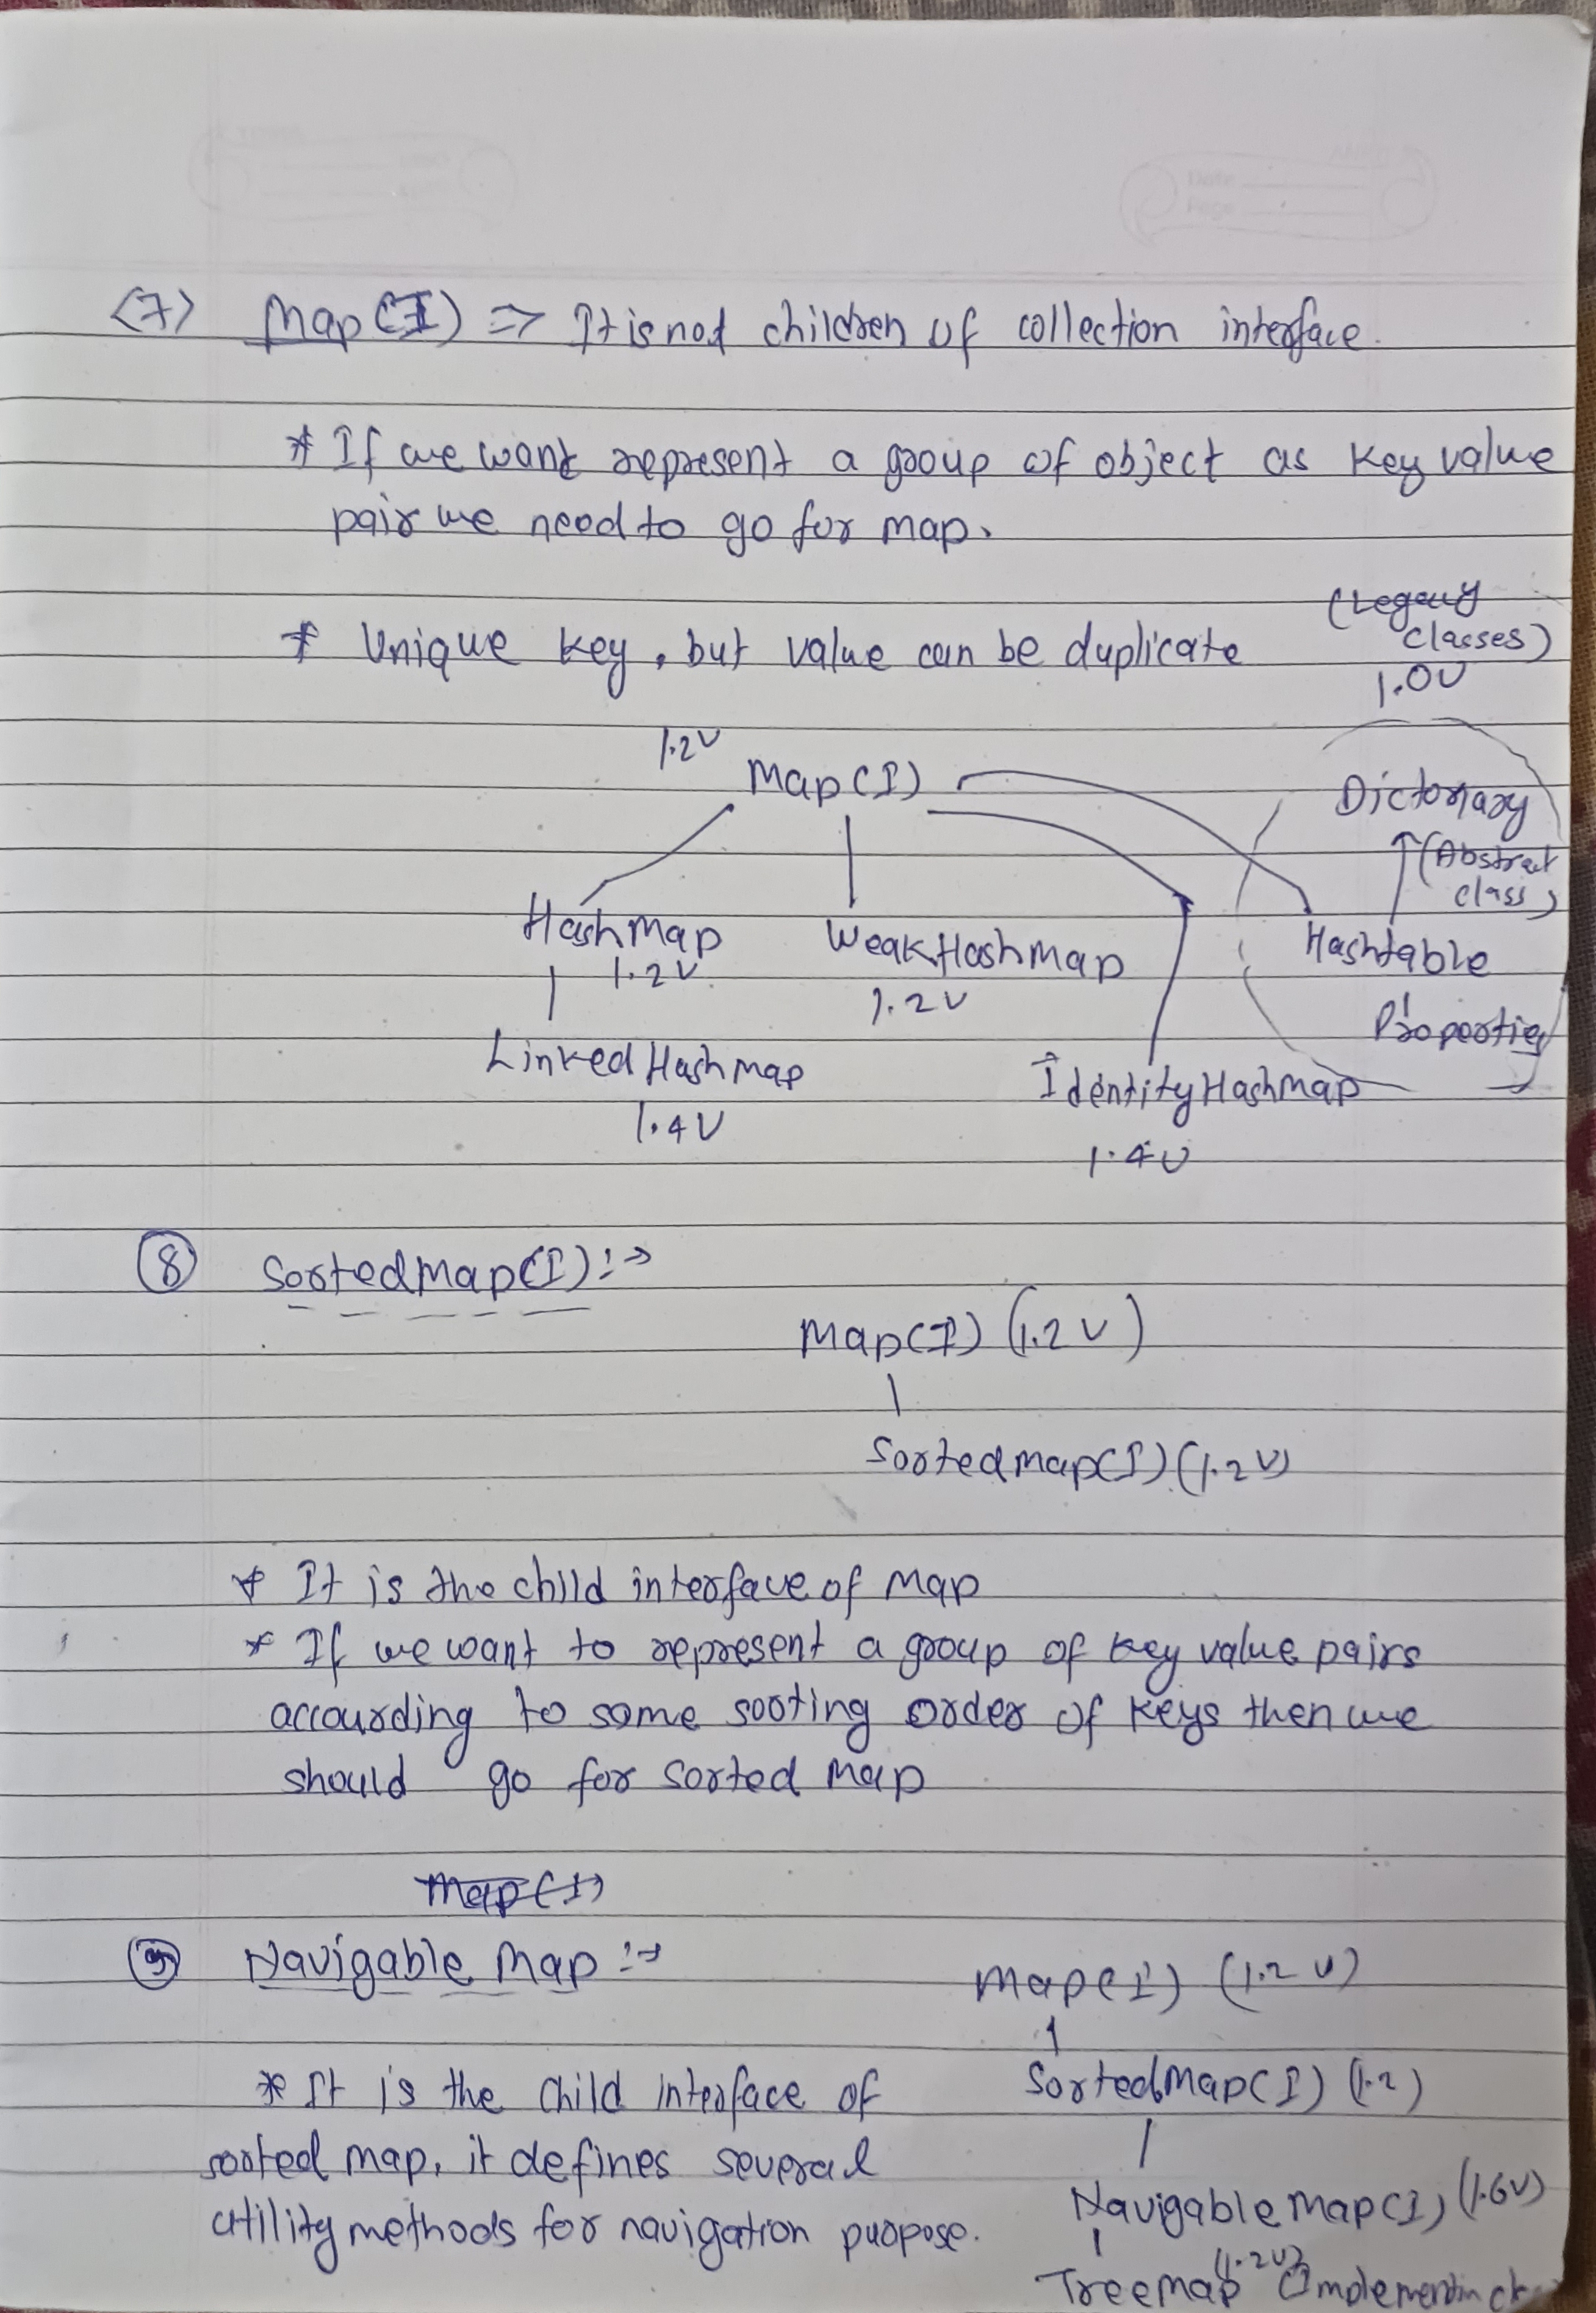 <7> Map(I) => It is not children of collection interface.
* If we want represent a group of object as key value
pair we need to go for map.
* Unique key, but value can be duplicate
(Legacy
classes)
1.0V
1.2V
Map(I)
Dictonary
(Abstract
class)
HashMap
1.2V
WeakHashMap
1.2V
Hashtable
Properties
LinkedHashmap
1.4V
IdentityHashMap
1.4V
8 SortedMap(I):->
Map(I) (1.2V)
SortedMap(I) (1.2V)
* It is the child interface of Map
* If we want to represent a group of key value pairs
accourding to some sorting order of keys then we
should go for sorted Map
Map(I)
9 Navigable Map :->
Map(I) (1.2V)
* It is the child interface of
SortedMap(I) (1.2)
sorted map, it defines several
NavigableMap(I) (1.6V)
utility methods for navigation purpose.
TreeMap (1.2V)